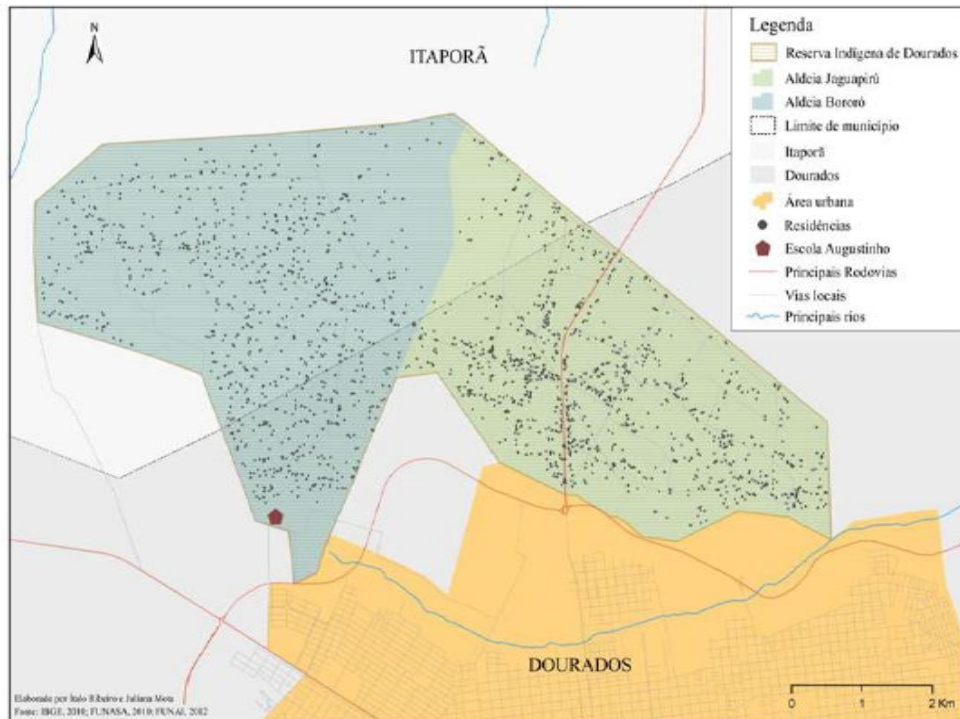 N
ITAPORÃ
Legenda
Reserva Indígena de Dourados
Aldeia Jaguapirú
Aldeia Bororó
Límite de município
Itaporã
Dourados
Área urbana
Residências
Escola Augustinho
Principais Rodovias
Vias locais
Principais rios
DOURADOS
Elaborado por Ítalo Ribeiro e Juliana Mota
Fonte: IBGE, 2010; FUNASA, 2010; FUNAI, 2012
0 1 2 Km